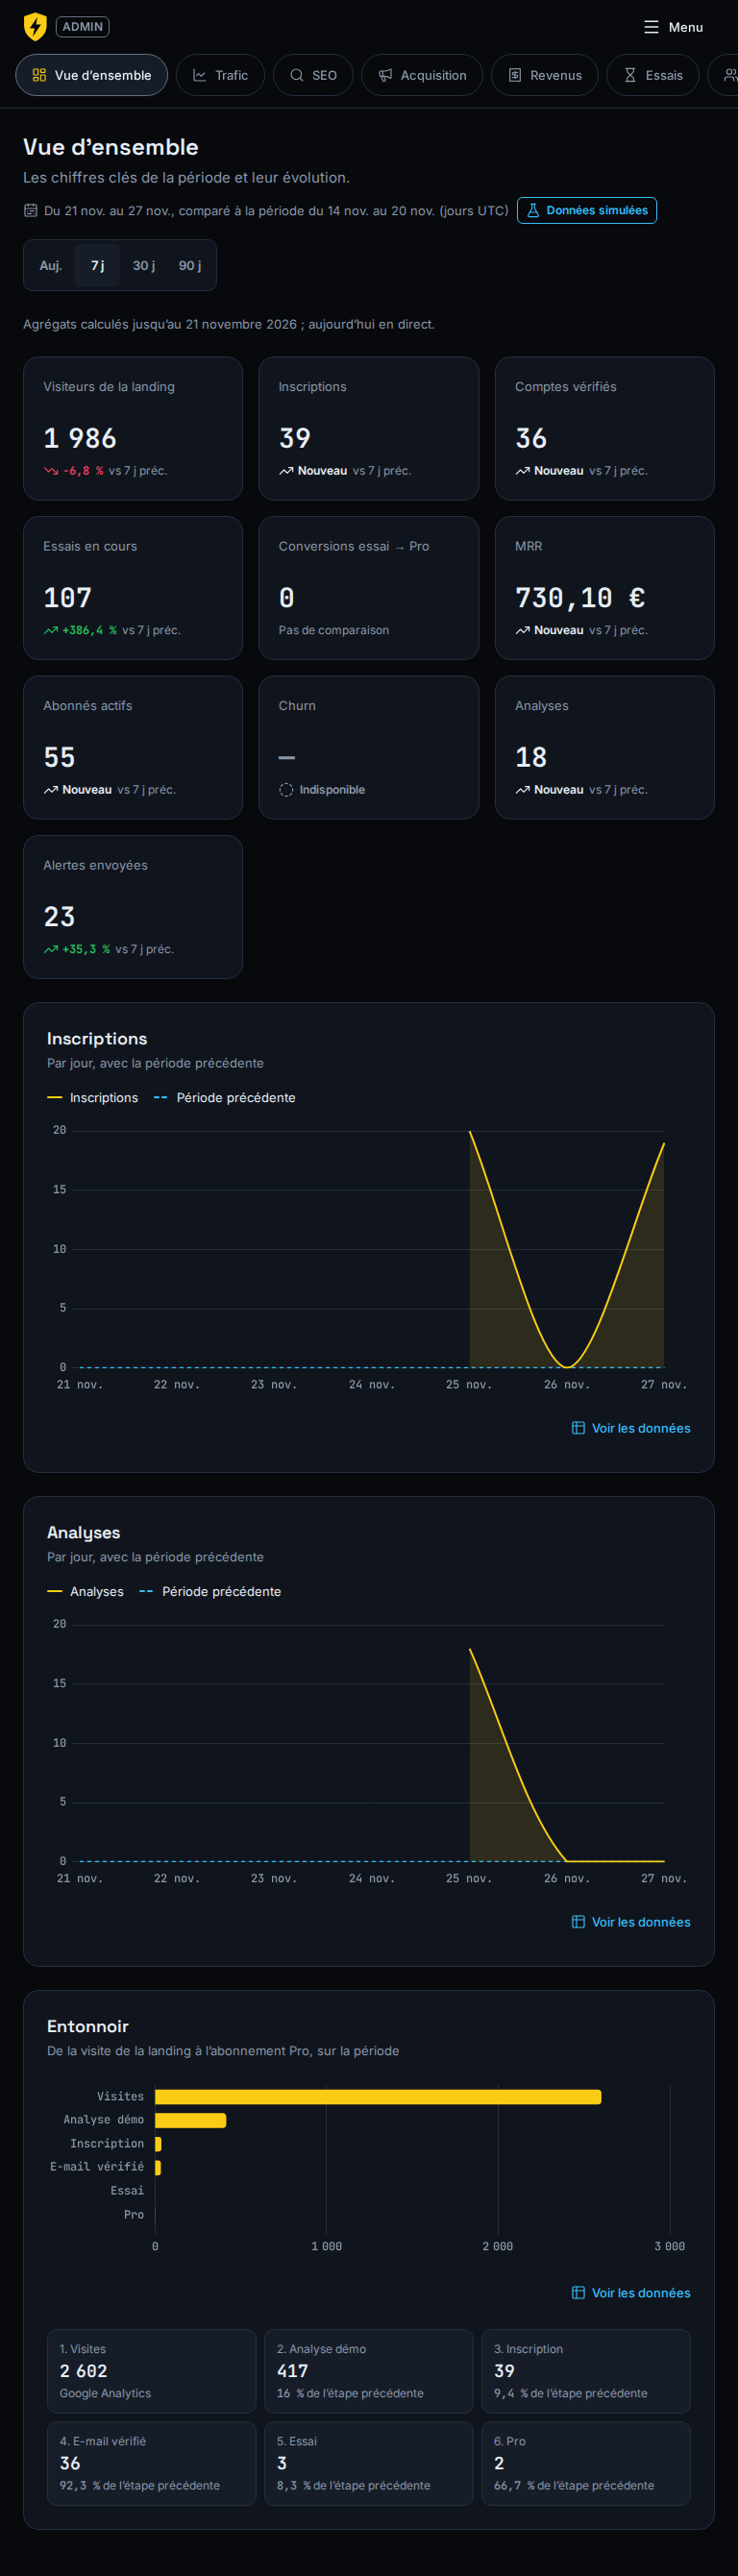 ADMIN
Menu
Vue d’ensemble
Trafic
SEO
Acquisition
Revenus
Essais
Vue d’ensemble
Les chiffres clés de la période et leur évolution.
Du 21 nov. au 27 nov., comparé à la période du 14 nov. au 20 nov. (jours UTC)
Données simulées
Auj.
7 j
30 j
90 j
Agrégats calculés jusqu’au 21 novembre 2026 ; aujourd’hui en direct.
Visiteurs de la landing
1 986
-6,8 % vs 7 j préc.
Inscriptions
39
Nouveau vs 7 j préc.
Comptes vérifiés
36
Nouveau vs 7 j préc.
Essais en cours
107
+386,4 % vs 7 j préc.
Conversions essai → Pro
0
Pas de comparaison
MRR
730,10 €
Nouveau vs 7 j préc.
Abonnés actifs
55
Nouveau vs 7 j préc.
Churn
—
Indisponible
Analyses
18
Nouveau vs 7 j préc.
Alertes envoyées
23
+35,3 % vs 7 j préc.
Inscriptions
Par jour, avec la période précédente
Inscriptions
Période précédente
20
15
10
5
0
21 nov.
22 nov.
23 nov.
24 nov.
25 nov.
26 nov.
27 nov.
Voir les données
Analyses
Par jour, avec la période précédente
Analyses
Période précédente
20
15
10
5
0
21 nov.
22 nov.
23 nov.
24 nov.
25 nov.
26 nov.
27 nov.
Voir les données
Entonnoir
De la visite de la landing à l’abonnement Pro, sur la période
Visites
Analyse démo
Inscription
E-mail vérifié
Essai
Pro
0
1 000
2 000
3 000
Voir les données
1. Visites
2 602
Google Analytics
2. Analyse démo
417
16 % de l’étape précédente
3. Inscription
39
9,4 % de l’étape précédente
4. E-mail vérifié
36
92,3 % de l’étape précédente
5. Essai
3
8,3 % de l’étape précédente
6. Pro
2
66,7 % de l’étape précédente